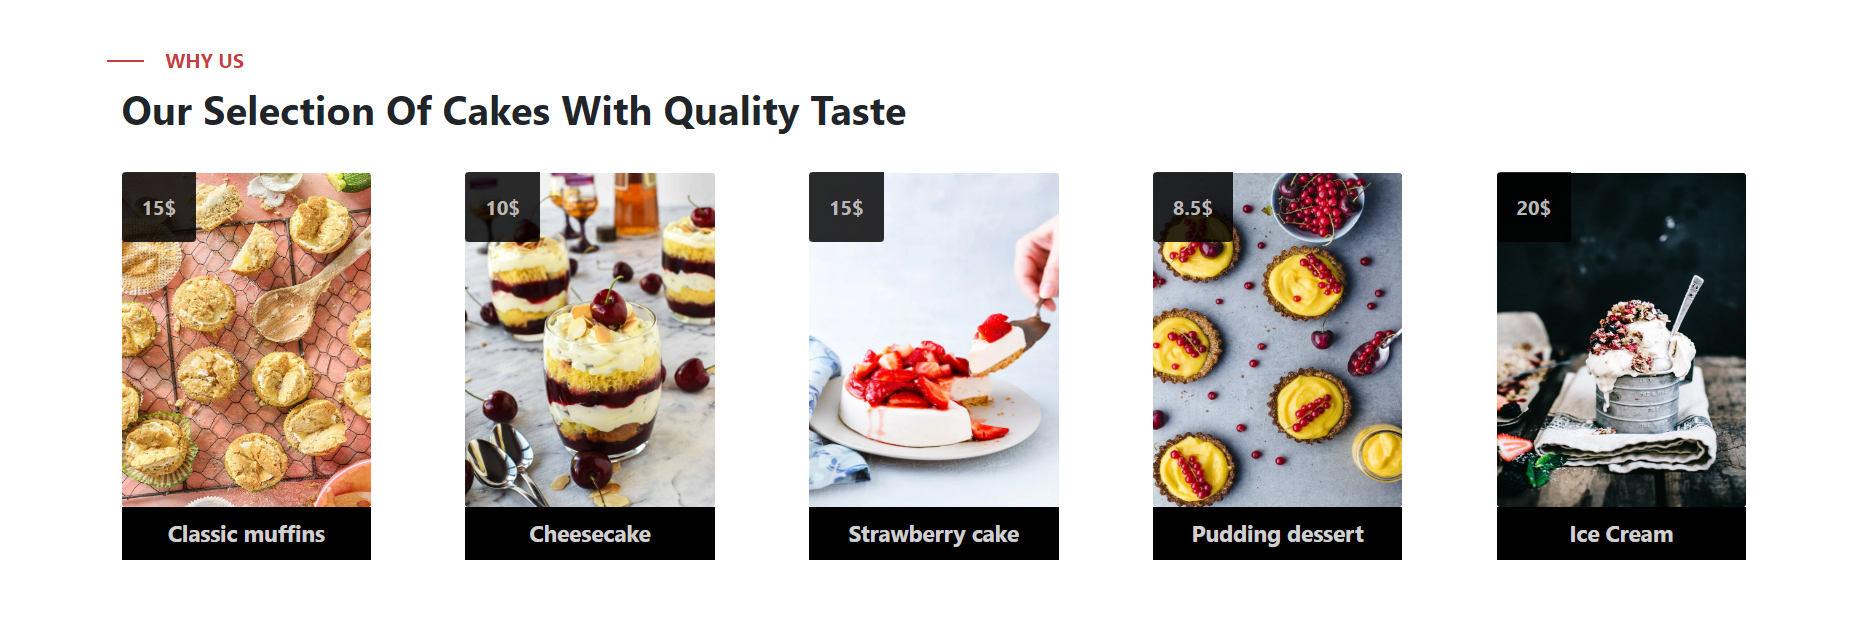 WHY US
Our Selection Of Cakes With Quality Taste
15$
10$
15$
8.5$
20$
Classic muffins
Cheesecake
Strawberry cake
Pudding dessert
Ice Cream